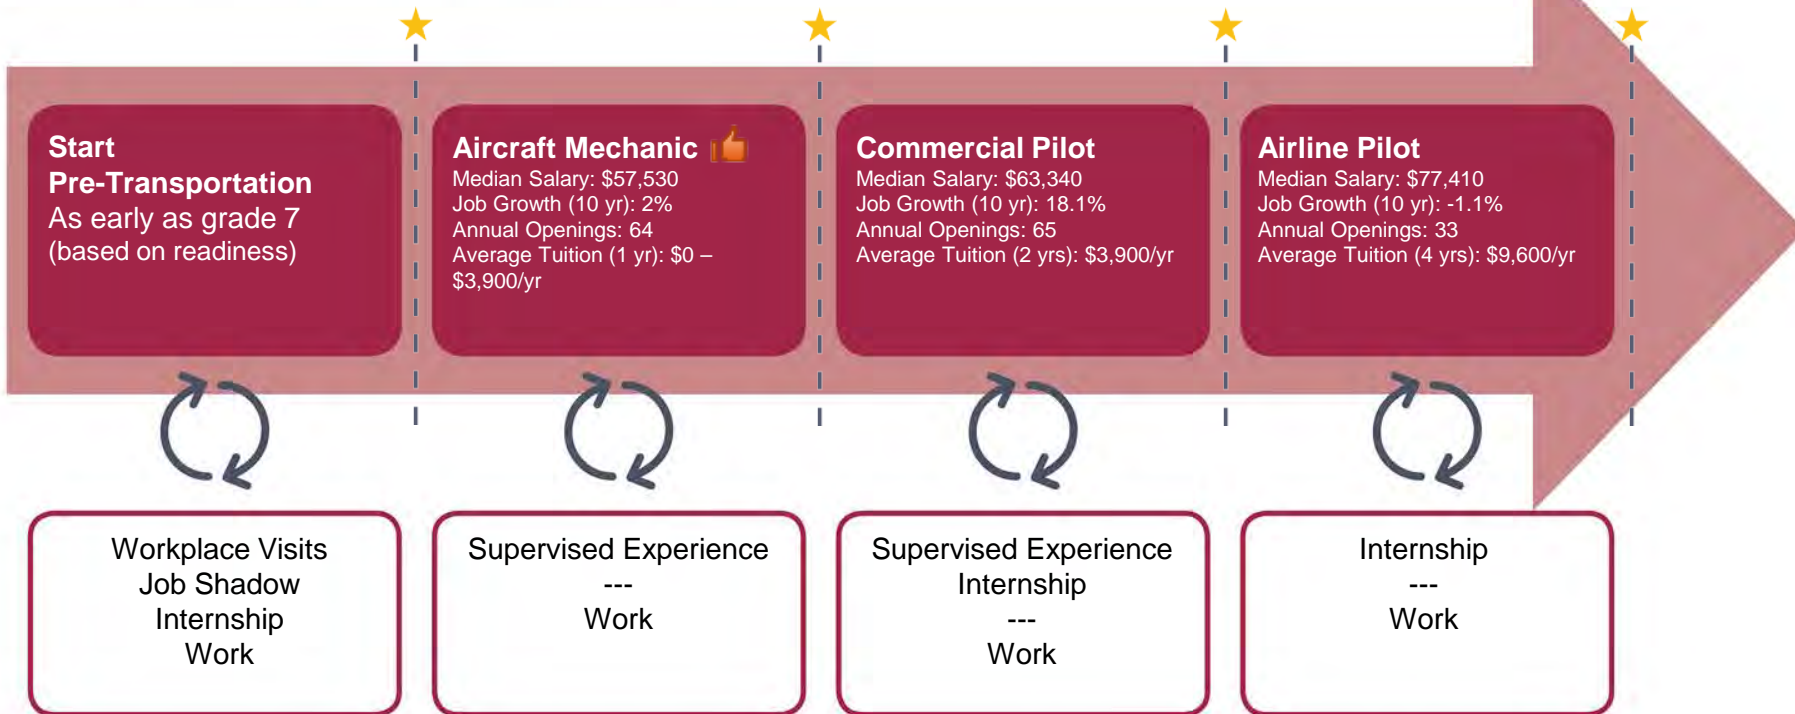 Start
Pre-Transportation
As early as grade 7
(based on readiness)
Aircraft Mechanic
Median Salary: $57,530
Job Growth (10 yr): 2%
Annual Openings: 64
Average Tuition (1 yr): $0 –
$3,900/yr
Commercial Pilot
Median Salary: $63,340
Job Growth (10 yr): 18.1%
Annual Openings: 65
Average Tuition (2 yrs): $3,900/yr
Airline Pilot
Median Salary: $77,410
Job Growth (10 yr): -1.1%
Annual Openings: 33
Average Tuition (4 yrs): $9,600/yr
Workplace Visits
Job Shadow
Internship
Work
Supervised Experience
---
Work
Supervised Experience
Internship
---
Work
Internship
---
Work